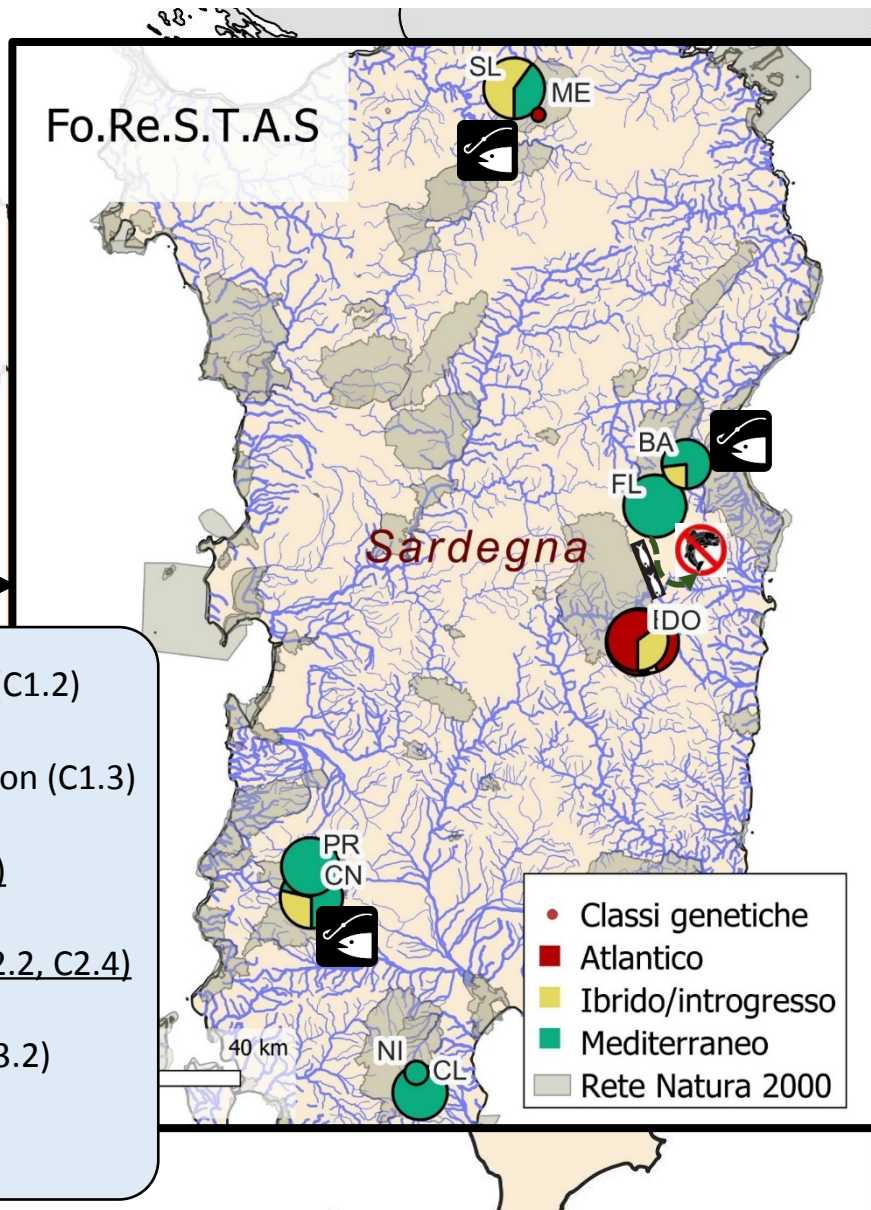 Fo.Re.S.T.A.S
SL
ME
BA
FL
Sardegna
DO
(C1.2)
on (C1.3)
)
2.2, C2.4)
3.2)
PR
CN
40 km
NI
CL
Classi genetiche
Atlantico
Ibrido/introgresso
Mediterraneo
Rete Natura 2000